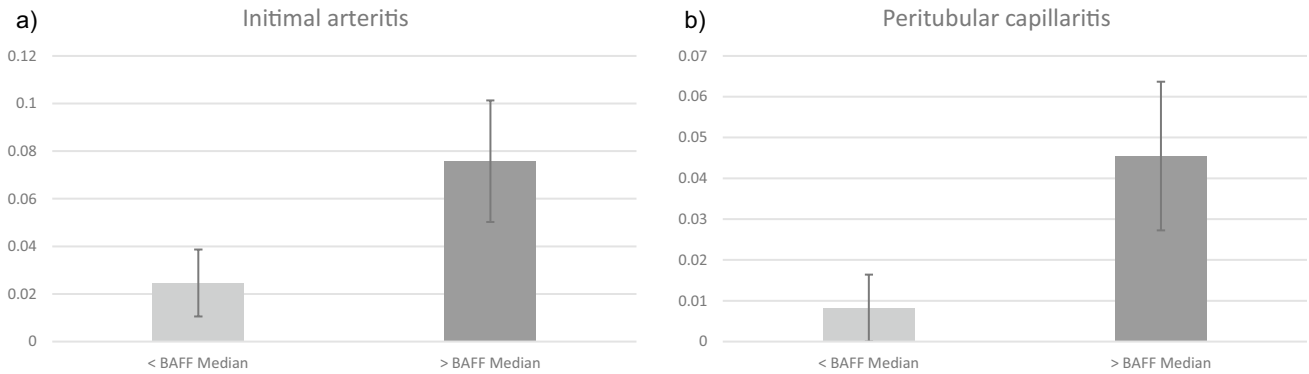 a)
Initimal arteritis
0.12
0.1
0.08
0.06
0.04
0.02
0
< BAFF Median
> BAFF Median
b)
Peritubular capillaritis
0.07
0.06
0.05
0.04
0.03
0.02
0.01
0
< BAFF Median
> BAFF Median